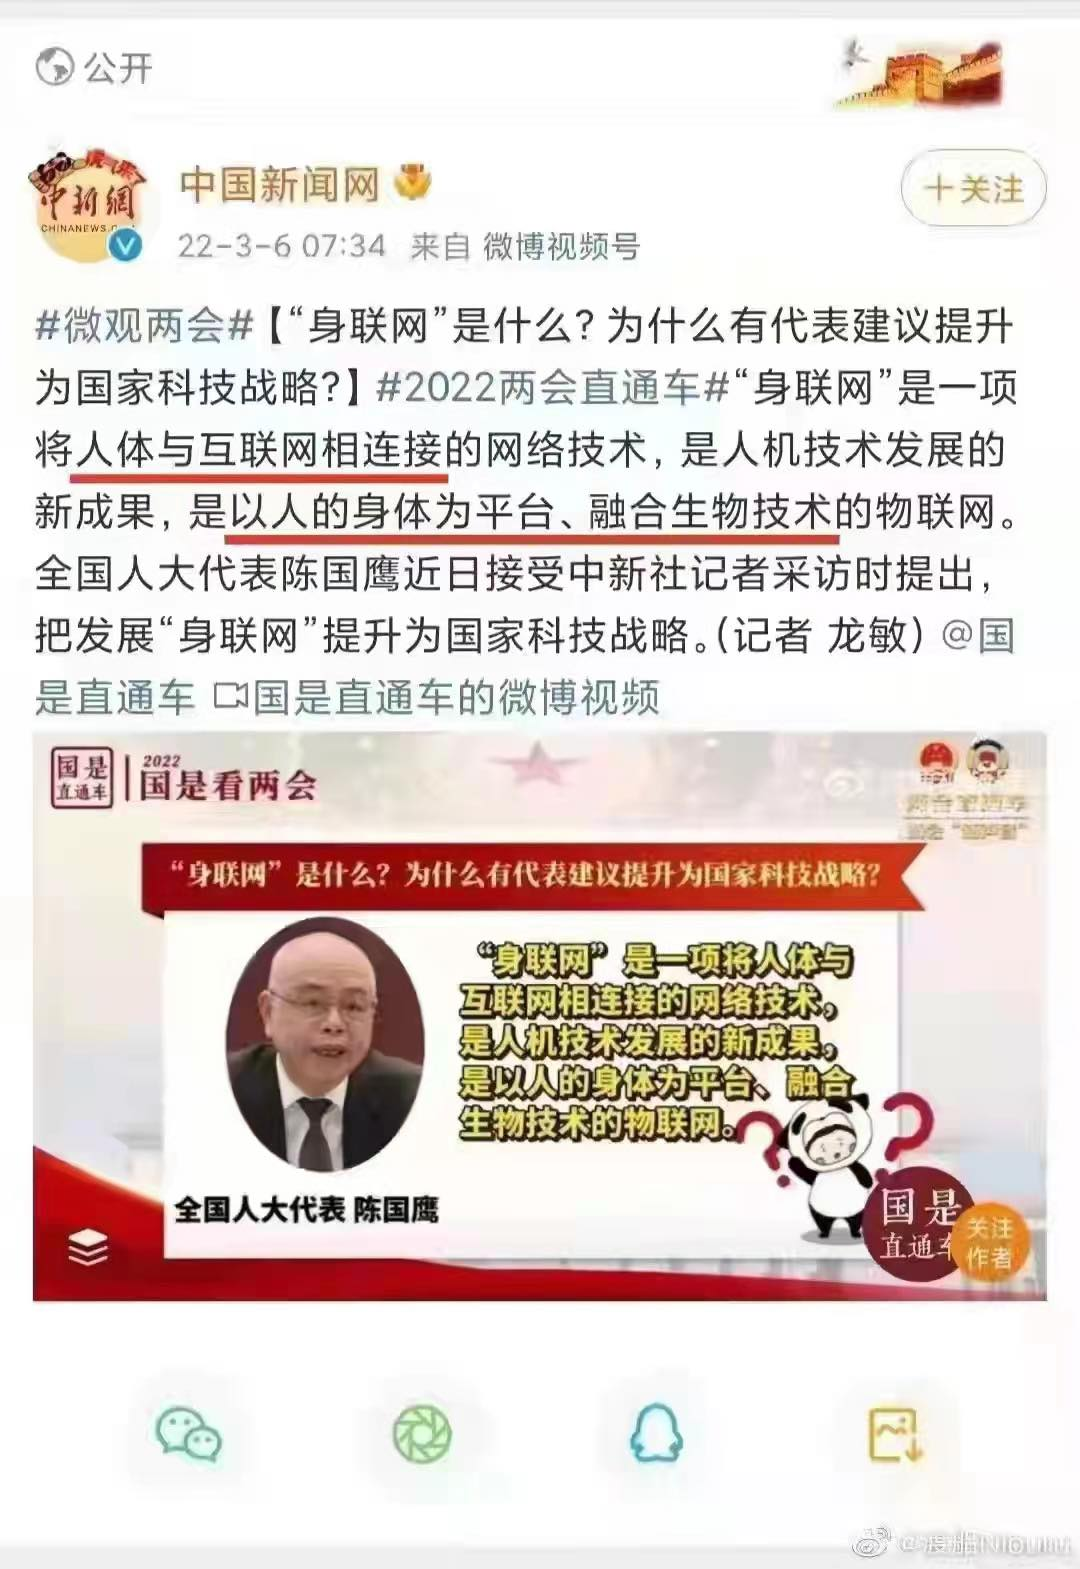 公开
虎气来
中新網
CHINANEWS.
中国新闻网
+关注
22-3-6 07:34 来自 微博视频号
#微观两会#【“身联网”是什么？为什么有代表建议提升
为国家科技战略?】#2022两会直通车#“身联网”是一项
将人体与互联网相连接的网络技术，是人机技术发展的
新成果，是以人的身体为平台、融合生物技术的物联网。
全国人大代表陈国鹰近日接受中新社记者采访时提出，
把发展“身联网”提升为国家科技战略。（记者 龙敏）@国
是直通车 国是直通车的微博视频
国是
直通车
2022
国是看两会
“身联网”是什么？为什么有代表建议提升为国家科技战略？
“身联网”是一项将人体与
互联网相连接的网络技术，
是人机技术发展的新成果，
是以人的身体为平台、融合
生物技术的物联网。
全国人大代表 陈国鹰
国是
直通车
关注
作者